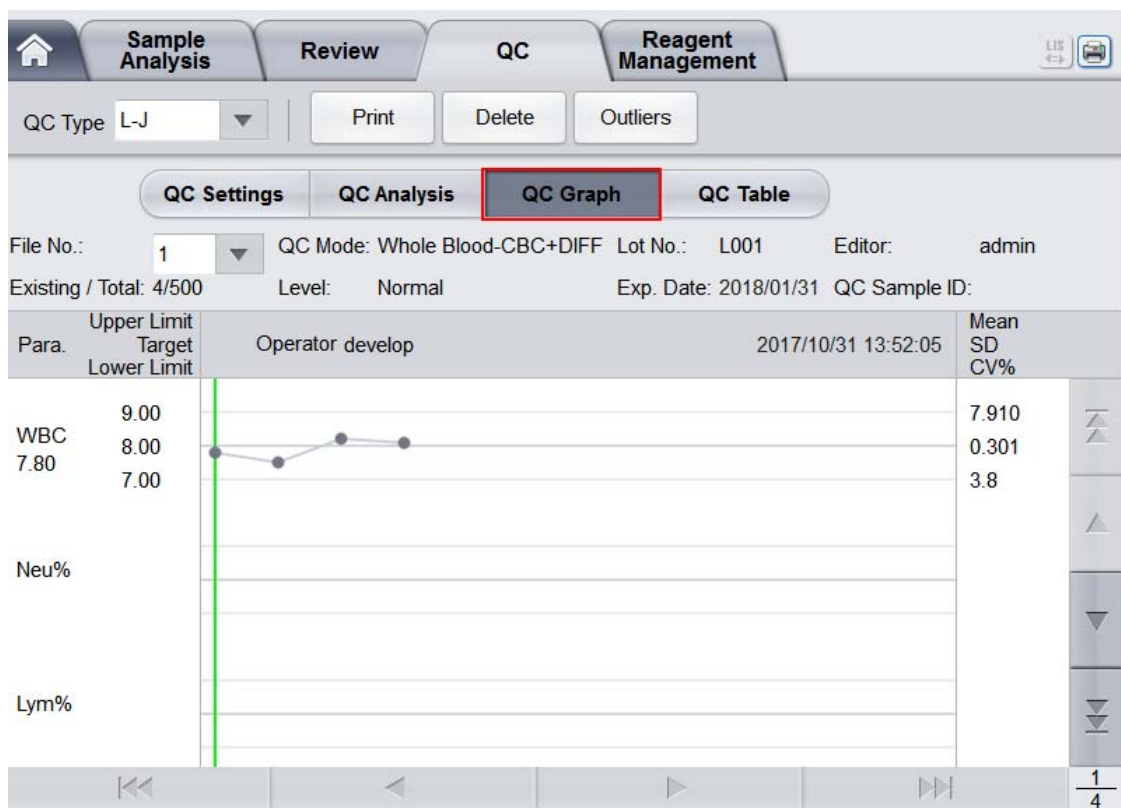 Sample Analysis
Review
QC
Reagent Management
LIS
QC Type L-J
Print
Delete
Outliers
QC Settings
QC Analysis
QC Graph
QC Table
File No.: 1 QC Mode: Whole Blood-CBC+DIFF Lot No.: L001 Editor: admin
Existing / Total: 4/500 Level: Normal Exp. Date: 2018/01/31 QC Sample ID:
Para.
Upper Limit
Target
Lower Limit
Operator develop
2017/10/31 13:52:05
Mean
SD
CV%
WBC
7.80
9.00
8.00
7.00
7.910
0.301
3.8
Neu%
Lym%
1
4